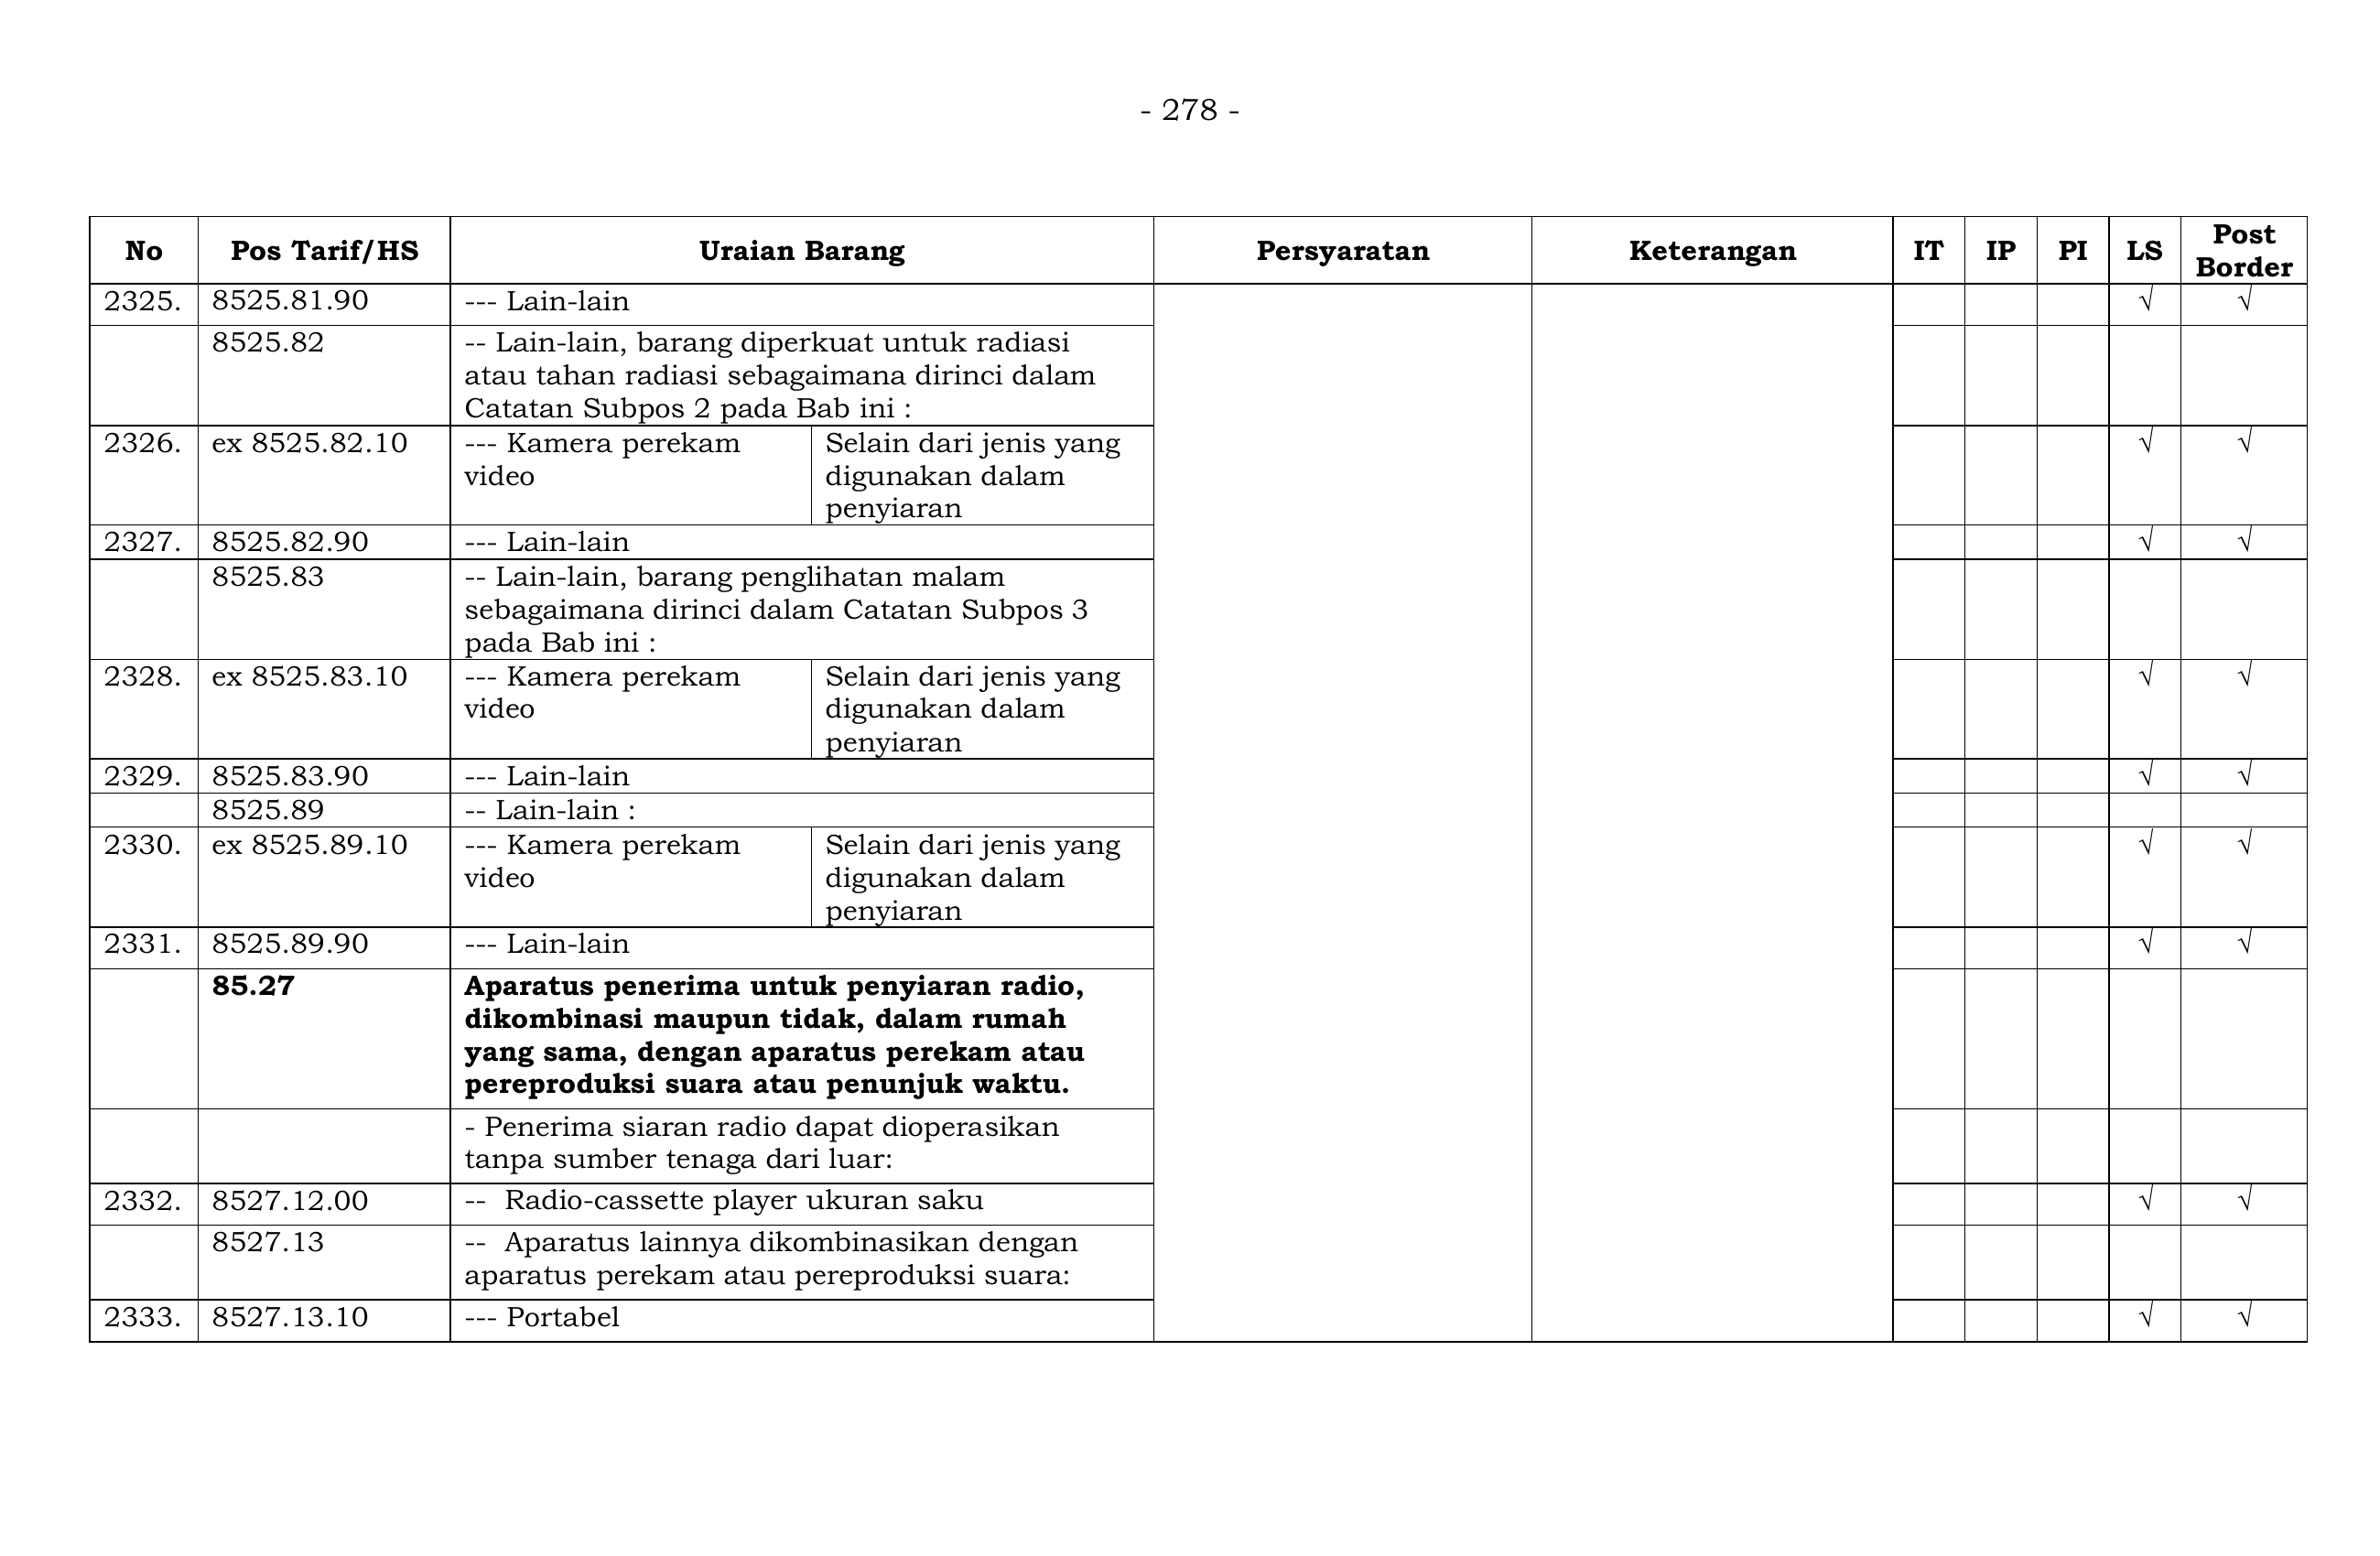 - 278 -
No Pos Tarif/HS Uraian Barang Persyaratan Keterangan IT IP PI LS Post Border
2325. 8525.81.90 --- Lain-lain √ √
8525.82 -- Lain-lain, barang diperkuat untuk radiasi
atau tahan radiasi sebagaimana dirinci dalam
Catatan Subpos 2 pada Bab ini :
2326. ex 8525.82.10 --- Kamera perekam Selain dari jenis yang √ √
video digunakan dalam
penyiaran
2327. 8525.82.90 --- Lain-lain √ √
8525.83 -- Lain-lain, barang penglihatan malam
sebagaimana dirinci dalam Catatan Subpos 3
pada Bab ini :
2328. ex 8525.83.10 --- Kamera perekam Selain dari jenis yang √ √
video digunakan dalam
penyiaran
2329. 8525.83.90 --- Lain-lain √ √
8525.89 -- Lain-lain :
2330. ex 8525.89.10 --- Kamera perekam Selain dari jenis yang √ √
video digunakan dalam
penyiaran
2331. 8525.89.90 --- Lain-lain √ √
85.27 Aparatus penerima untuk penyiaran radio,
dikombinasi maupun tidak, dalam rumah
yang sama, dengan aparatus perekam atau
pereproduksi suara atau penunjuk waktu.
- Penerima siaran radio dapat dioperasikan
tanpa sumber tenaga dari luar:
2332. 8527.12.00 -- Radio-cassette player ukuran saku √ √
8527.13 -- Aparatus lainnya dikombinasikan dengan
aparatus perekam atau pereproduksi suara:
2333. 8527.13.10 --- Portabel √ √